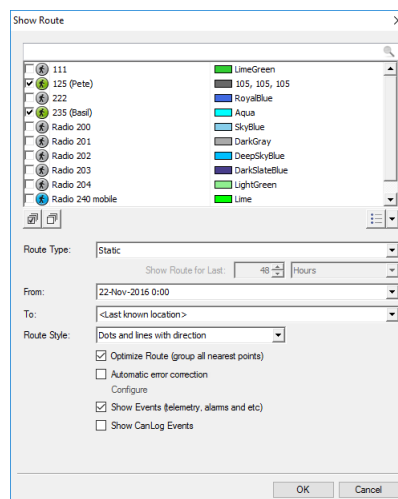 Show Route
111 LimeGreen
125 (Pete) 105, 105, 105
222 RoyalBlue
235 (Basil) Aqua
Radio 200 SkyBlue
Radio 201 DarkGray
Radio 202 DeepSkyBlue
Radio 203 DarkSlateBlue
Radio 204 LightGreen
Radio 240 mobile Lime
Route Type: Static
Show Route for Last: 48 Hours
From: 22-Nov-2016 0:00
To: <Last known location>
Route Style: Dots and lines with direction
Optimize Route (group all nearest points)
Automatic error correction
Configure
Show Events (telemetry, alarms and etc)
Show CanLog Events
OK Cancel